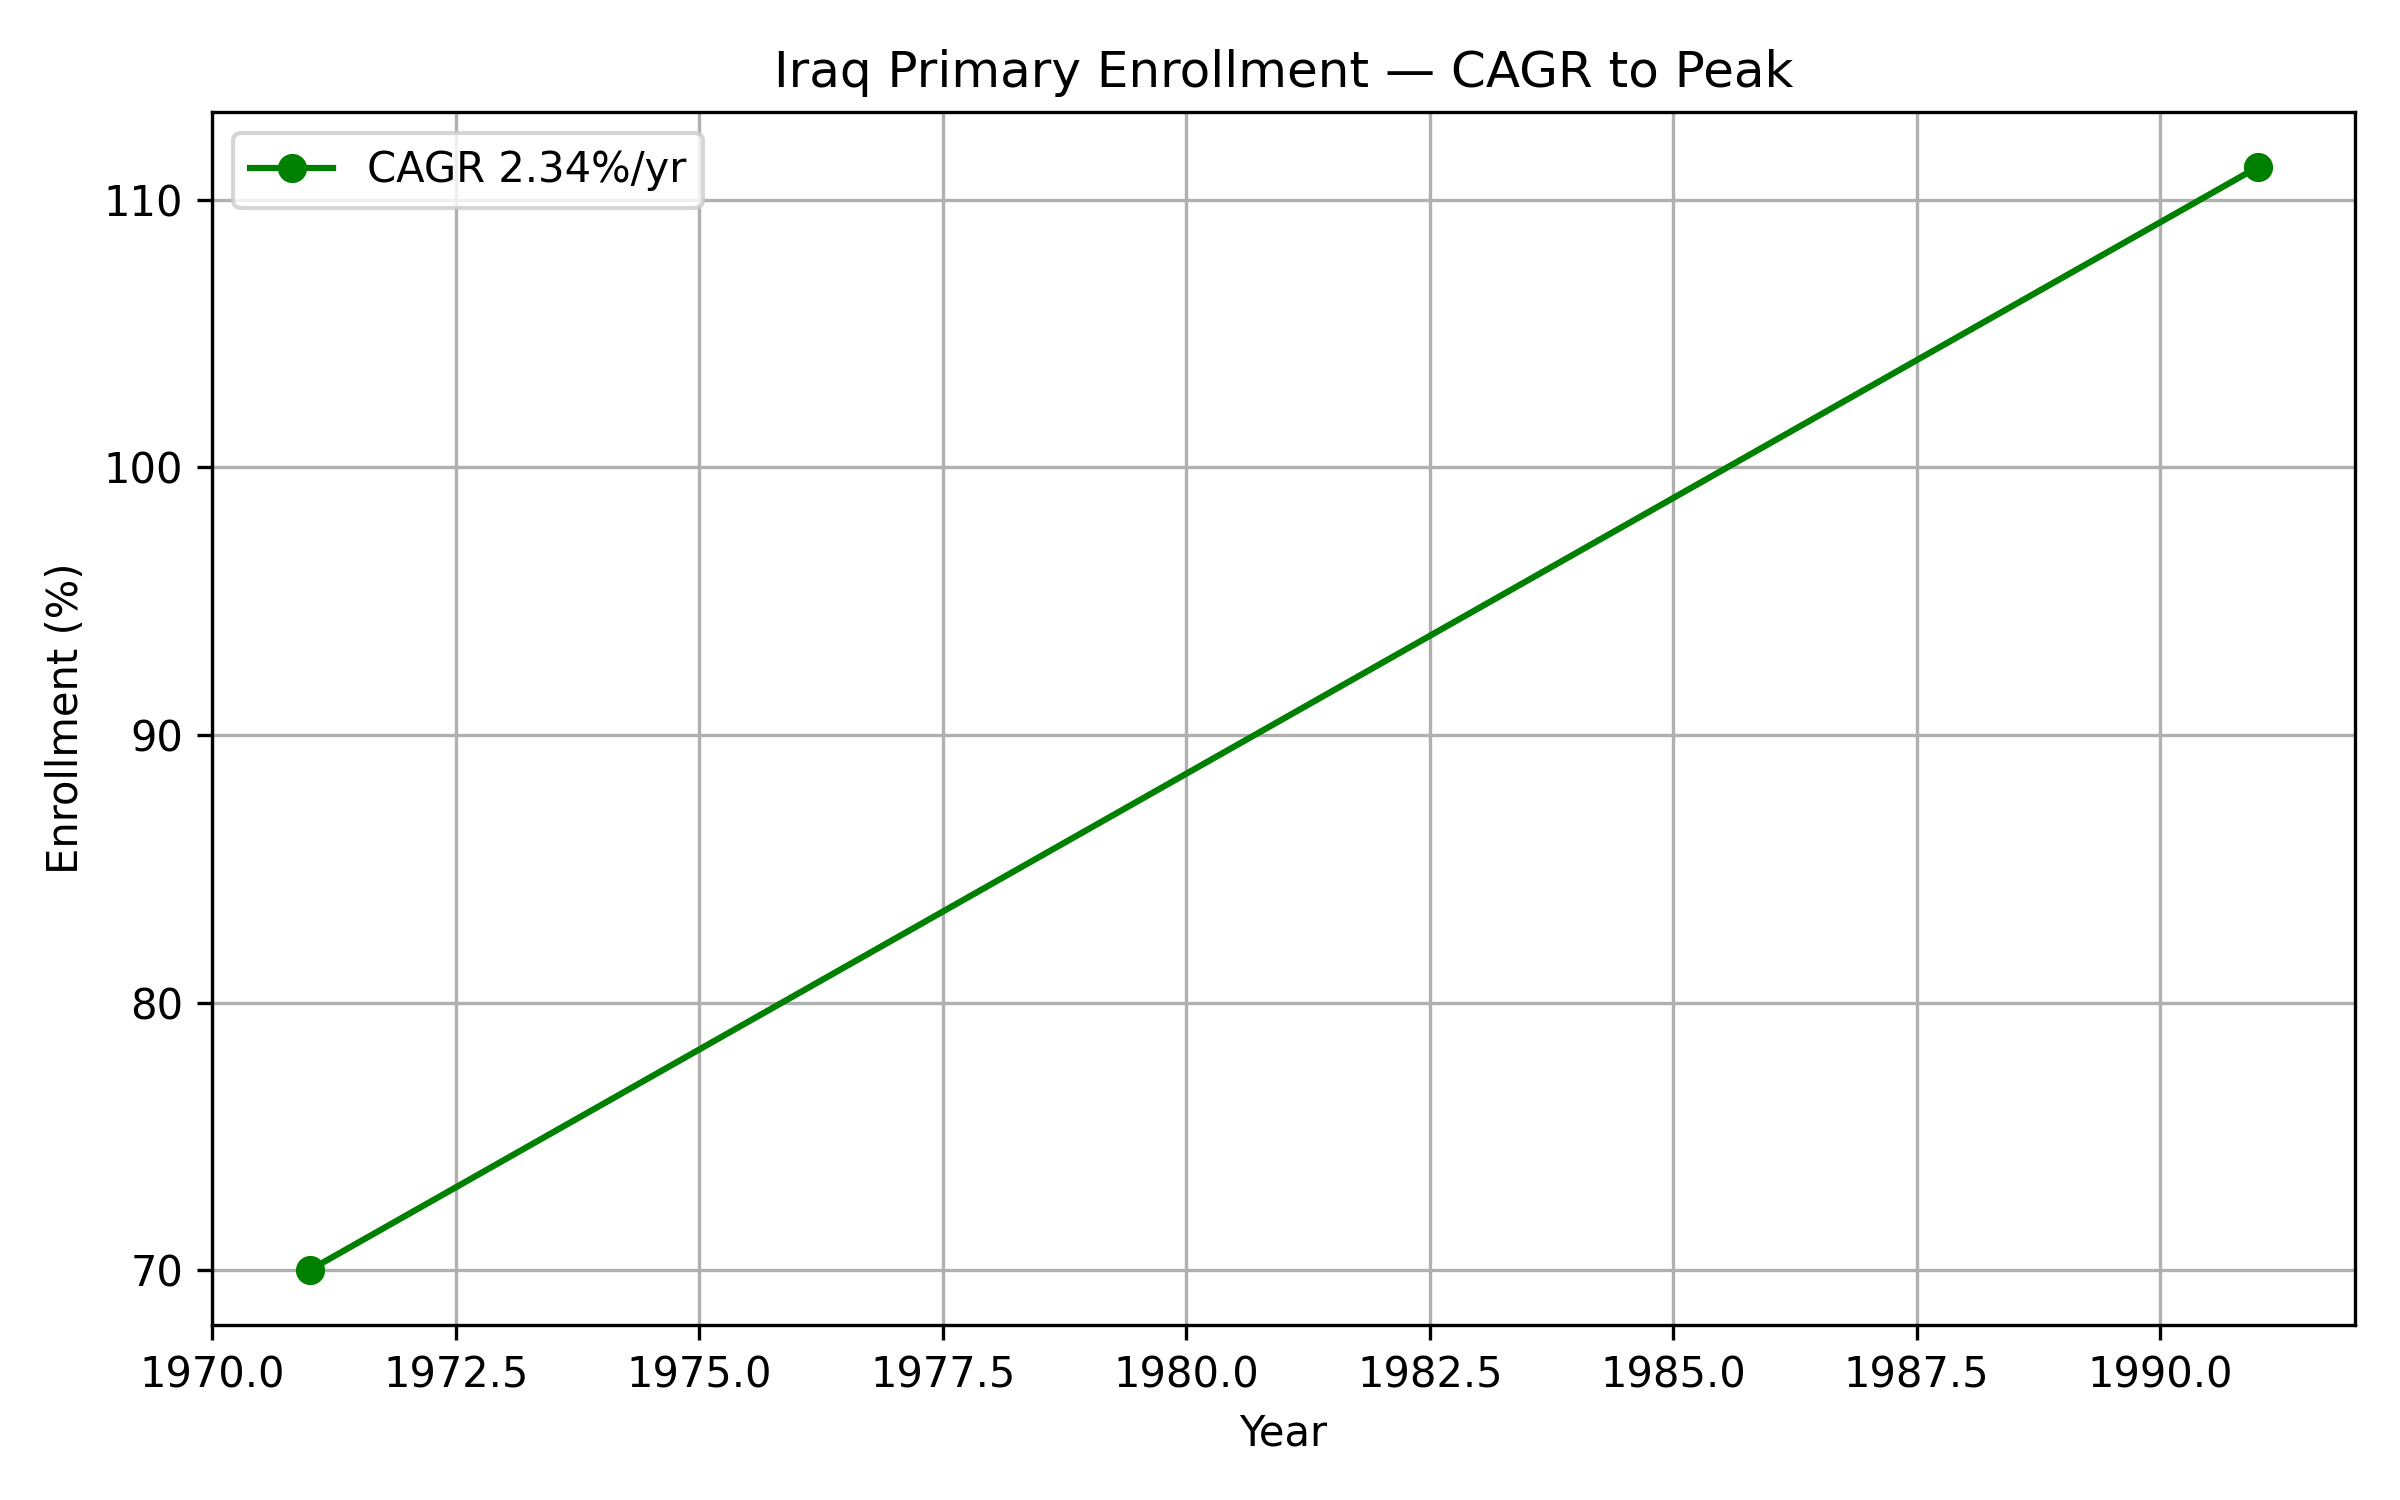 Iraq Primary Enrollment — CAGR to Peak
CAGR 2.34%/yr
110
100
90
80
70
Enrollment (%)
1970.0 1972.5 1975.0 1977.5 1980.0 1982.5 1985.0 1987.5 1990.0
Year